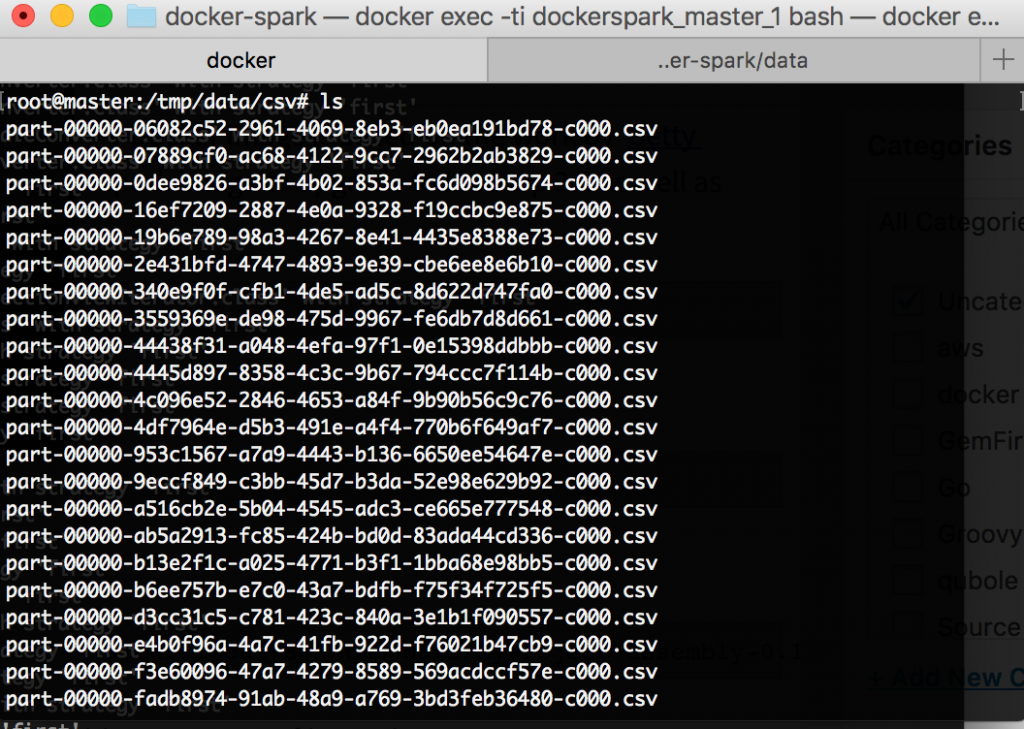 docker-spark — docker exec -ti dockerspark_master_1 bash — docker e...
docker
..er-spark/data
[root@master:/tmp/data/csv# ls
part-00000-06082c52-2961-4069-8eb3-eb0ea191bd78-c000.csv
part-00000-07889cf0-ac68-4122-9cc7-2962b2ab3829-c000.csv
part-00000-0dee9826-a3bf-4b02-853a-fc6d098b5674-c000.csv
part-00000-16ef7209-2887-4e0a-9328-f19ccbc9e875-c000.csv
part-00000-19b6e789-98a3-4267-8e41-4435e8388e73-c000.csv
part-00000-2e431bfd-4747-4893-9e39-cbe6ee8e6b10-c000.csv
part-00000-340e9f0f-cfb1-4de5-ad5c-8d622d747fa0-c000.csv
part-00000-3559369e-de98-475d-9967-fe6db7d8d661-c000.csv
part-00000-44438f31-a048-4efa-97f1-0e15398ddbbb-c000.csv
part-00000-4445d897-8358-4c3c-9b67-794ccc7f114b-c000.csv
part-00000-4c096e52-2846-4653-a84f-9b90b56c9c76-c000.csv
part-00000-4df7964e-d5b3-491e-a4f4-770b6f649af7-c000.csv
part-00000-953c1567-a7a9-4443-b136-6650ee54647e-c000.csv
part-00000-9eccf849-c3bb-45d7-b3da-52e98e629b92-c000.csv
part-00000-a516cb2e-5b04-4545-adc3-ce665e777548-c000.csv
part-00000-ab5a2913-fc85-424b-bd0d-83ada44cd336-c000.csv
part-00000-b13e2f1c-a025-4771-b3f1-1bba68e98bb5-c000.csv
part-00000-b6ee757b-e7c0-43a7-bdfb-f75f34f725f5-c000.csv
part-00000-d3cc31c5-c781-423c-840a-3e1b1f090557-c000.csv
part-00000-e4b0f96a-4a7c-41fb-922d-f76021b47cb9-c000.csv
part-00000-f3e60096-47a7-4279-8589-569acdccf57e-c000.csv
part-00000-fadb8974-91ab-48a9-a769-3bd3feb36480-c000.csv
Categories
All Categorie
Uncate
aws
docker
GemFir
Go
Groovy
qubole
Source
+ Add New C